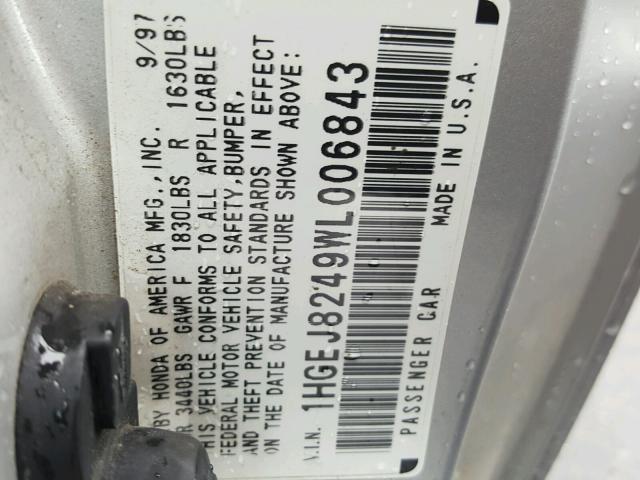 BY HONDA OF AMERICA MFG.,INC. 9/97
3440LBS GAWR F 1830LBS R 1630LBS
THIS VEHICLE CONFORMS TO ALL APPLICABLE
FEDERAL MOTOR VEHICLE SAFETY,BUMPER,
AND THEFT PREVENTION STANDARDS IN EFFECT
ON THE DATE OF MANUFACTURE SHOWN ABOVE:
V.I.N. 1HGEJ8249WL006843
PASSENGER CAR MADE IN U.S.A.